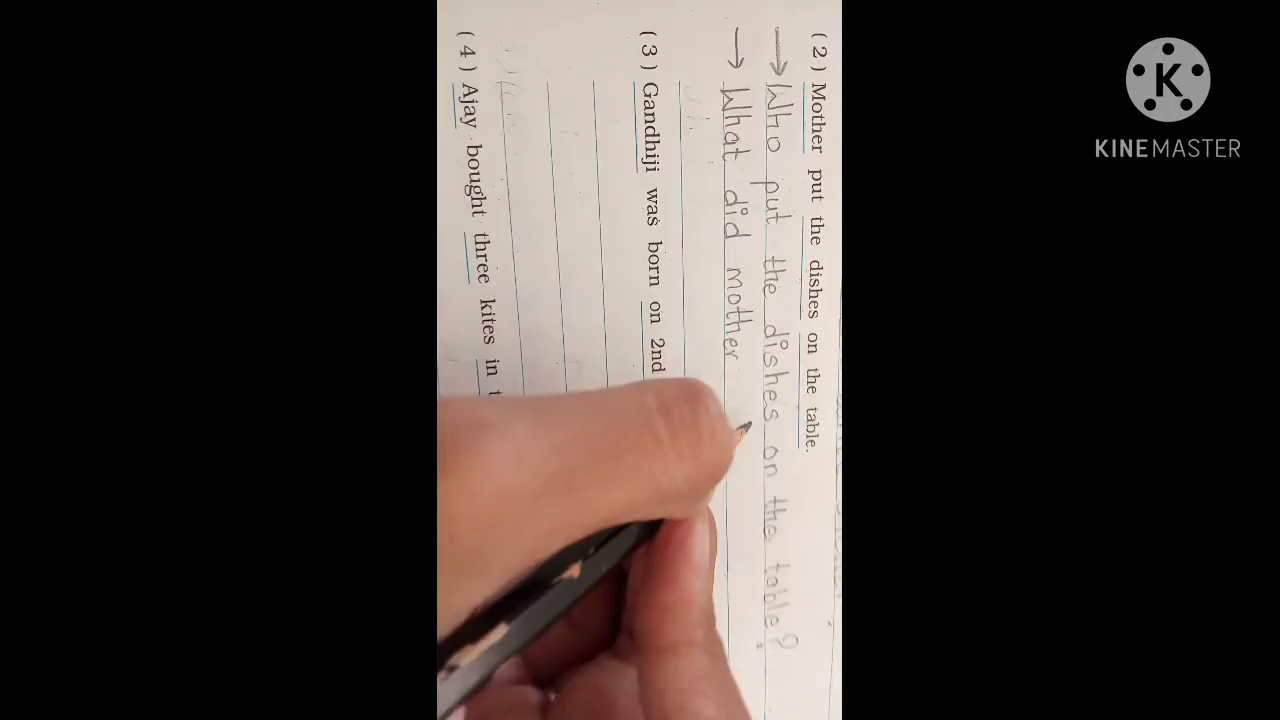 (2) Mother put the dishes on the table.
→ Who put the dishes on the table?
→ What did mother
(3) Gandhiji was born on 2nd
(4) Ajay bought three kites in t
KINEMASTER